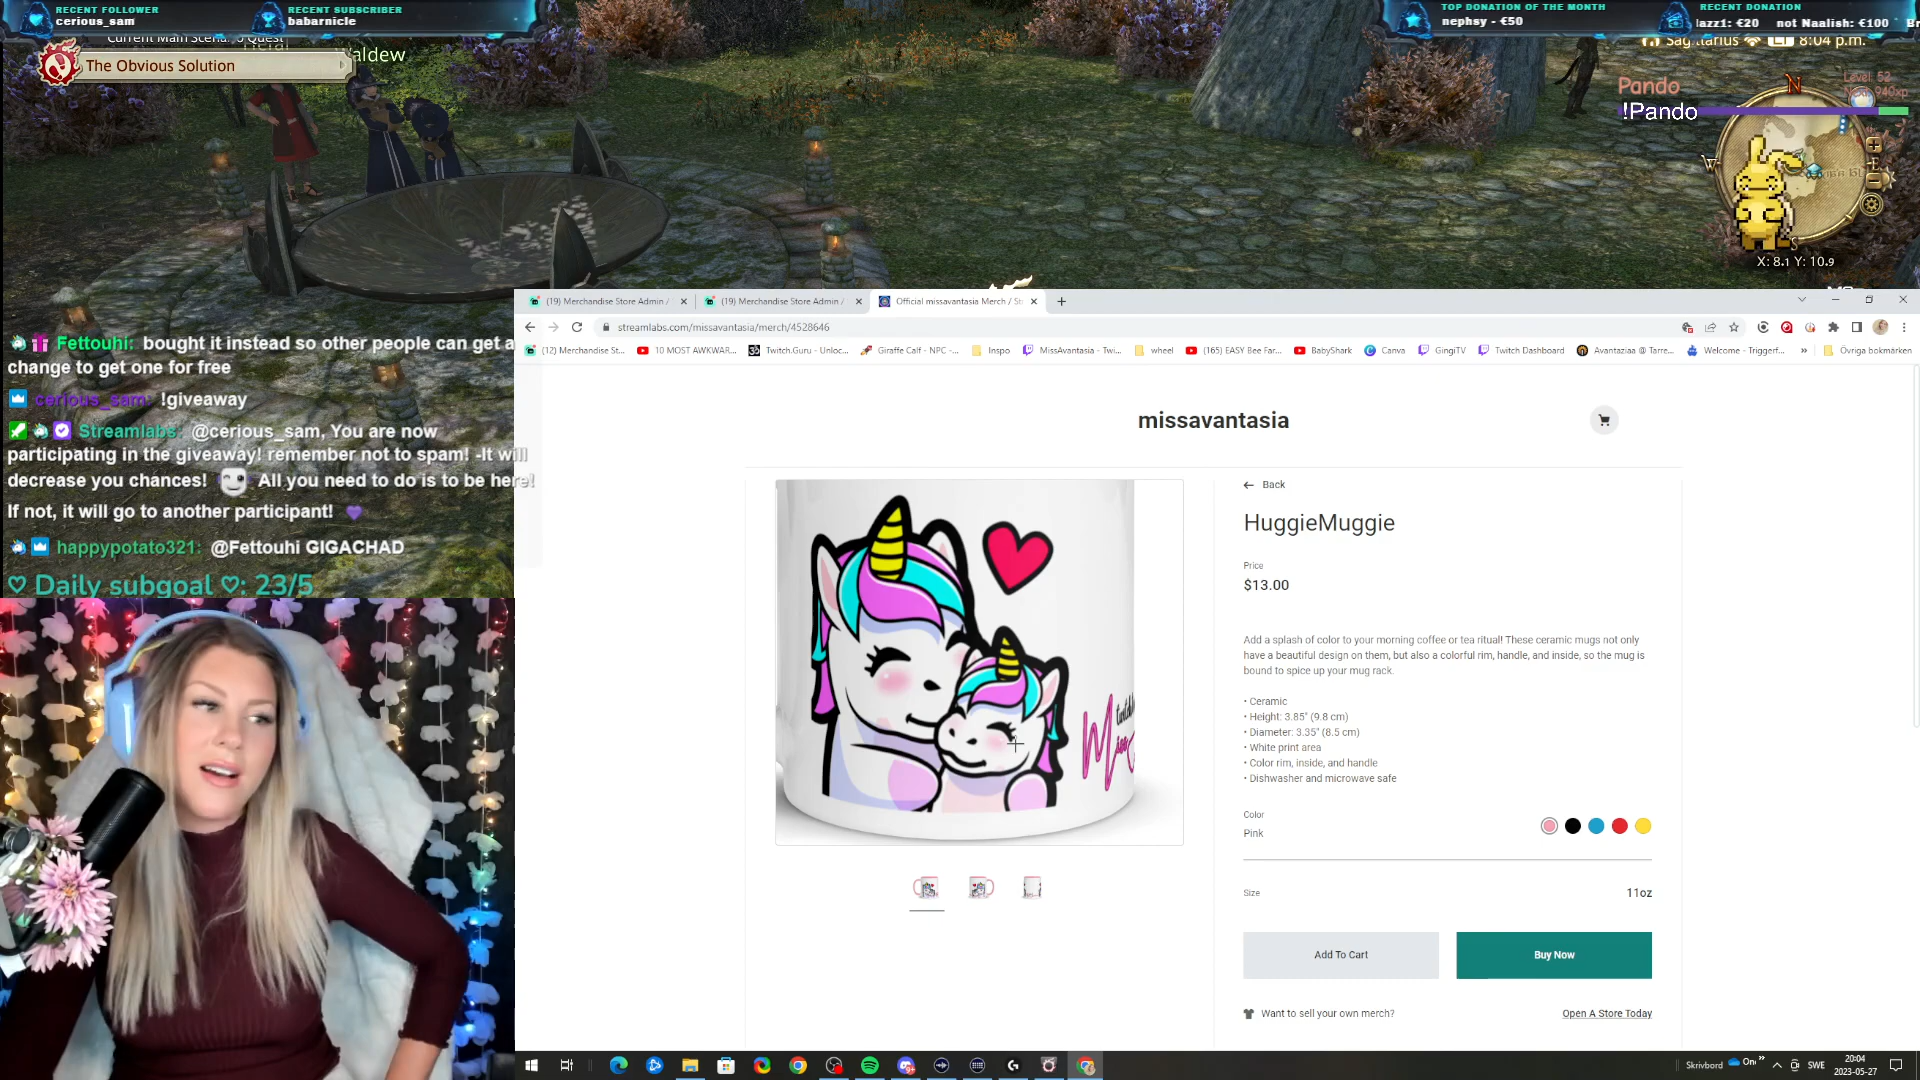 RECENT FOLLOWER
cerious_sam
RECENT SUBSCRIBER
babarnicle
TOP DONATION OF THE MONTH
nephsy - €50
RECENT DONATION
lazz1: €20 not Naalish: €100
Sagittarius 8:04 p.m.
The Obvious Solution
Waldew
Pando
Level: 52
!Pando
N
W
S
X: 8.1 Y: 10.9
Fettouhi: bought it instead so other people can get a
change to get one for free
cerious_sam: !giveaway
Streamlabs: @cerious_sam, You are now
participating in the giveaway! remember not to spam! -It will
decrease you chances! All you need to do is to be here!
If not, it will go to another participant!
happypotato321: @Fettouhi GIGACHAD
♡ Daily subgoal ♡: 23/5
(19) Merchandise Store Admin /
(19) Merchandise Store Admin /
Official missavantasia Merch / St
streamlabs.com/missavantasia/merch/4528646
(12) Merchandise St...
10 MOST AWKWAR...
Twitch.Guru - Unloc...
Giraffe Calf - NPC -...
Inspo
MissAvantasia - Twi...
wheel
(165) EASY Bee Far...
BabyShark
Canva
GingiTV
Twitch Dashboard
Avantaziaa @ Tarre...
Welcome - Triggerf...
»
Övriga bokmärken
missavantasia
Back
HuggieMuggie
Price
$13.00
Add a splash of color to your morning coffee or tea ritual! These ceramic mugs not only
have a beautiful design on them, but also a colorful rim, handle, and inside, so the mug is
bound to spice up your mug rack.
• Ceramic
• Height: 3.85" (9.8 cm)
• Diameter: 3.35" (8.5 cm)
• White print area
• Color rim, inside, and handle
• Dishwasher and microwave safe
Color
Pink
Size
11oz
Add To Cart
Buy Now
Want to sell your own merch?
Open A Store Today
Skrivbord
SWE
20:04
2023-05-27